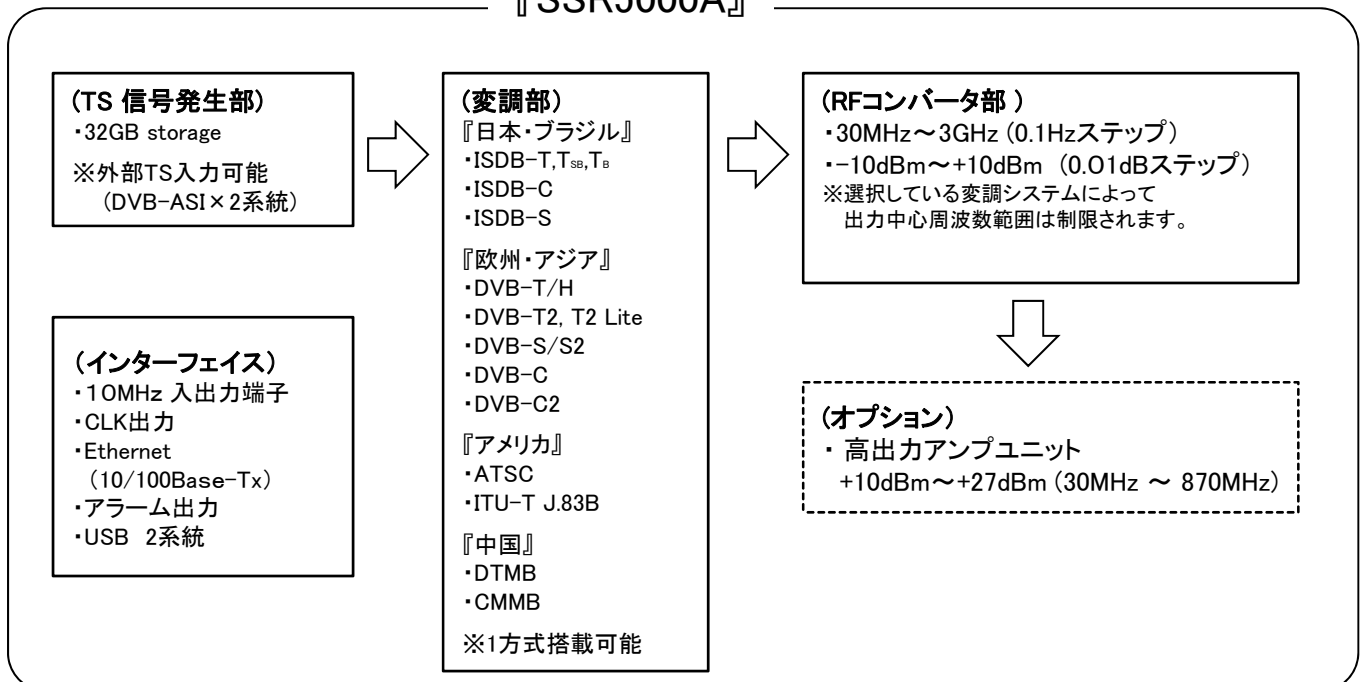 (TS 信号発生部)
・32GB storage
※外部TS入力可能
(DVB-ASI×2系統)
(インターフェイス)
・10MHz 入出力端子
・CLK出力
・Ethernet
(10/100Base-Tx)
・アラーム出力
・USB 2系統
(変調部)
『日本・ブラジル』
・ISDB-T,TSB,TB
・ISDB-C
・ISDB-S
『欧州・アジア』
・DVB-T/H
・DVB-T2, T2 Lite
・DVB-S/S2
・DVB-C
・DVB-C2
『アメリカ』
・ATSC
・ITU-T J.83B
『中国』
・DTMB
・CMMB
※1方式搭載可能
(RFコンバータ部 )
・30MHz～3GHz (0.1Hzステップ)
・-10dBm～+10dBm (0.01dBステップ)
※選択している変調システムによって
出力中心周波数範囲は制限されます。
(オプション)
・ 高出力アンプユニット
+10dBm～+27dBm (30MHz ～ 870MHz)